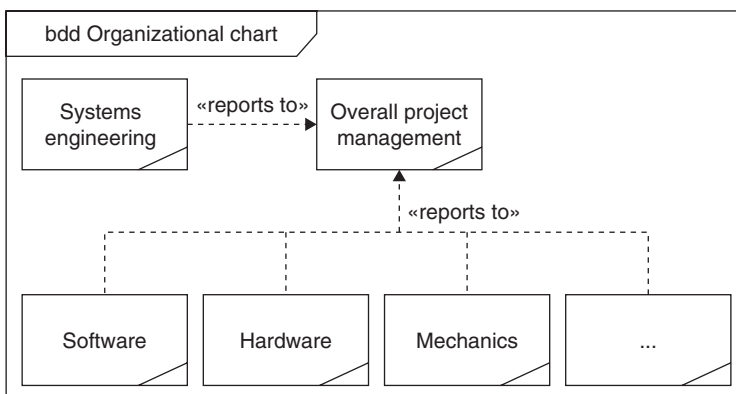 bdd Organizational chart
Systems
engineering
«reports to»
Overall project
management
«reports to»
Software
Hardware
Mechanics
...